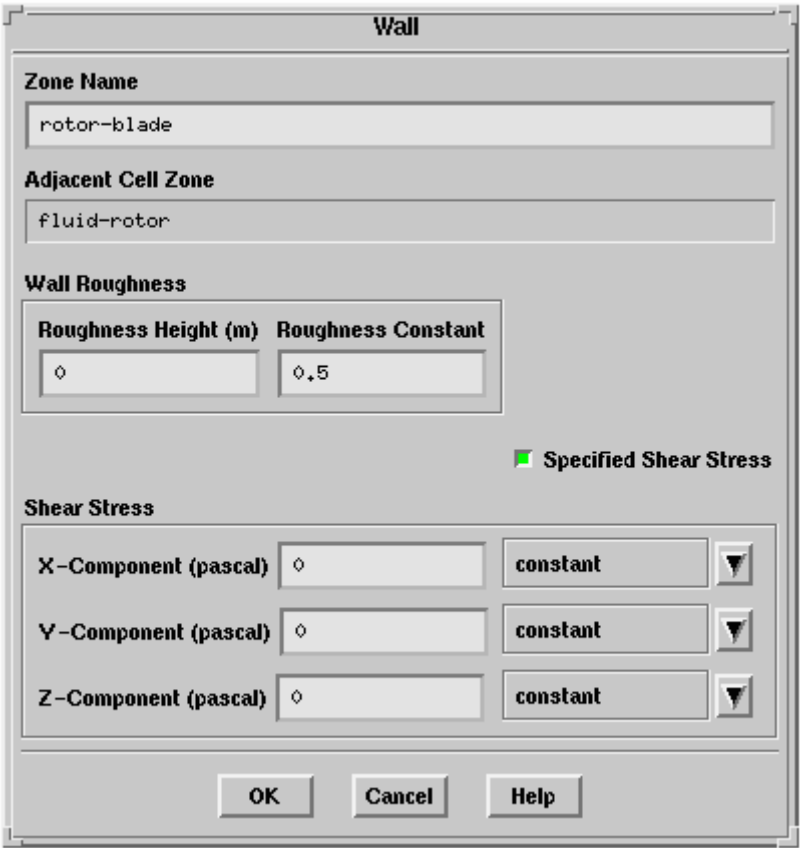 Wall
Zone Name
rotor-blade
Adjacent Cell Zone
fluid-rotor
Wall Roughness
Roughness Height (m) Roughness Constant
0 0.5
Specified Shear Stress
Shear Stress
X-Component (pascal) 0 constant
Y-Component (pascal) 0 constant
Z-Component (pascal) 0 constant
OK Cancel Help